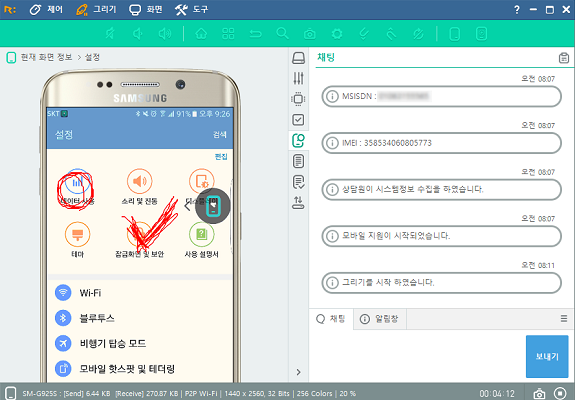 제어 그리기 화면 도구
현재 화면 정보 > 설정
채팅
SAMSUNG
SKT 91% 오후 9:26
설정 검색
편집
데이터 사용 소리 및 진동
테마 잠금화면 및 보안 사용 설명서
Wi-Fi
블루투스
비행기 탑승 모드
모바일 핫스팟 및 테더링
오전 08:07
MSISDN :
오전 08:07
IMEI : 358534060805773
오전 08:07
상담원이 시스템정보 수집을 하였습니다.
오전 08:07
모바일 지원이 시작되었습니다.
오전 08:11
그리기를 시작 하였습니다.
채팅 알림창
보내기
SM-G925S : [Send] 6.44 KB [Receive] 270.87 KB | P2P Wi-Fi | 1440 x 2560, 32 Bits | 256 Colors | 20 %
00:04:12